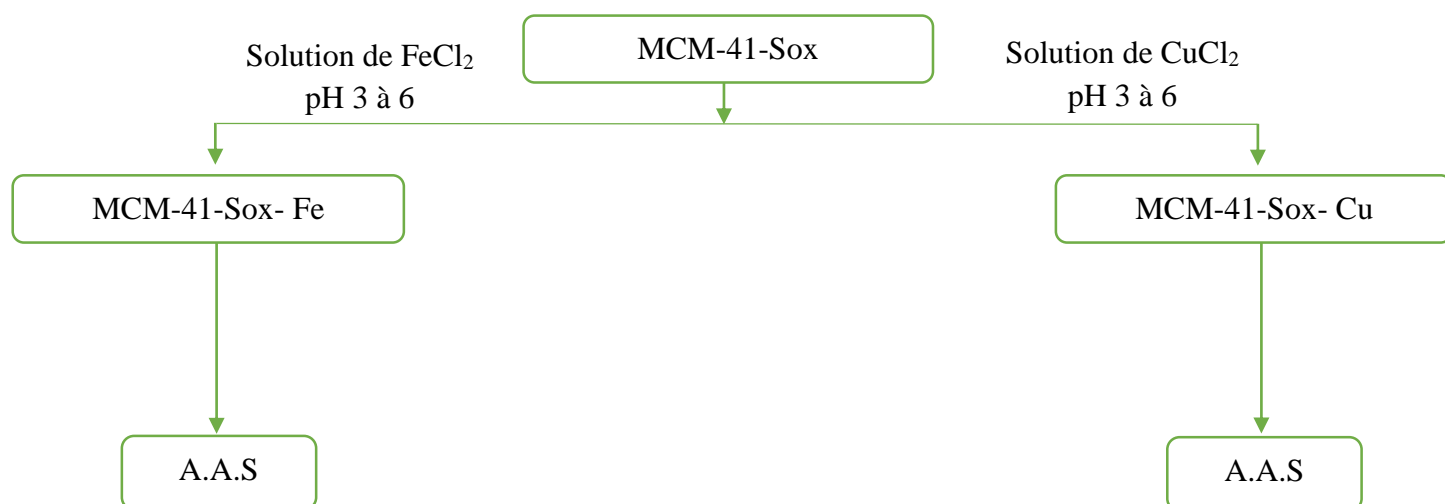 MCM-41-Sox
Solution de FeCl₂
pH 3 à 6
Solution de CuCl₂
pH 3 à 6
MCM-41-Sox- Fe
MCM-41-Sox- Cu
A.A.S
A.A.S